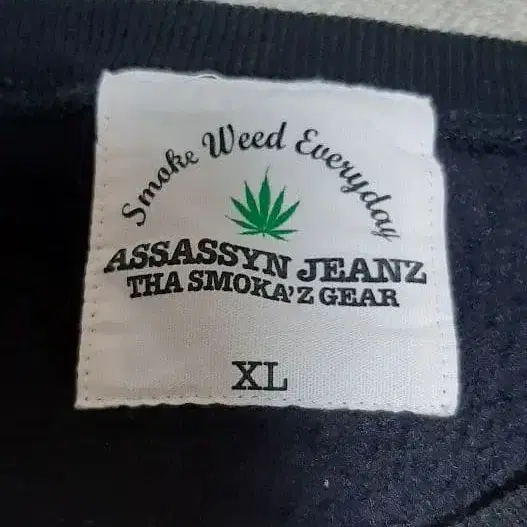 Smoke Weed Everyday
ASSASSYN JEANZ
THA SMOKA'Z GEAR
XL